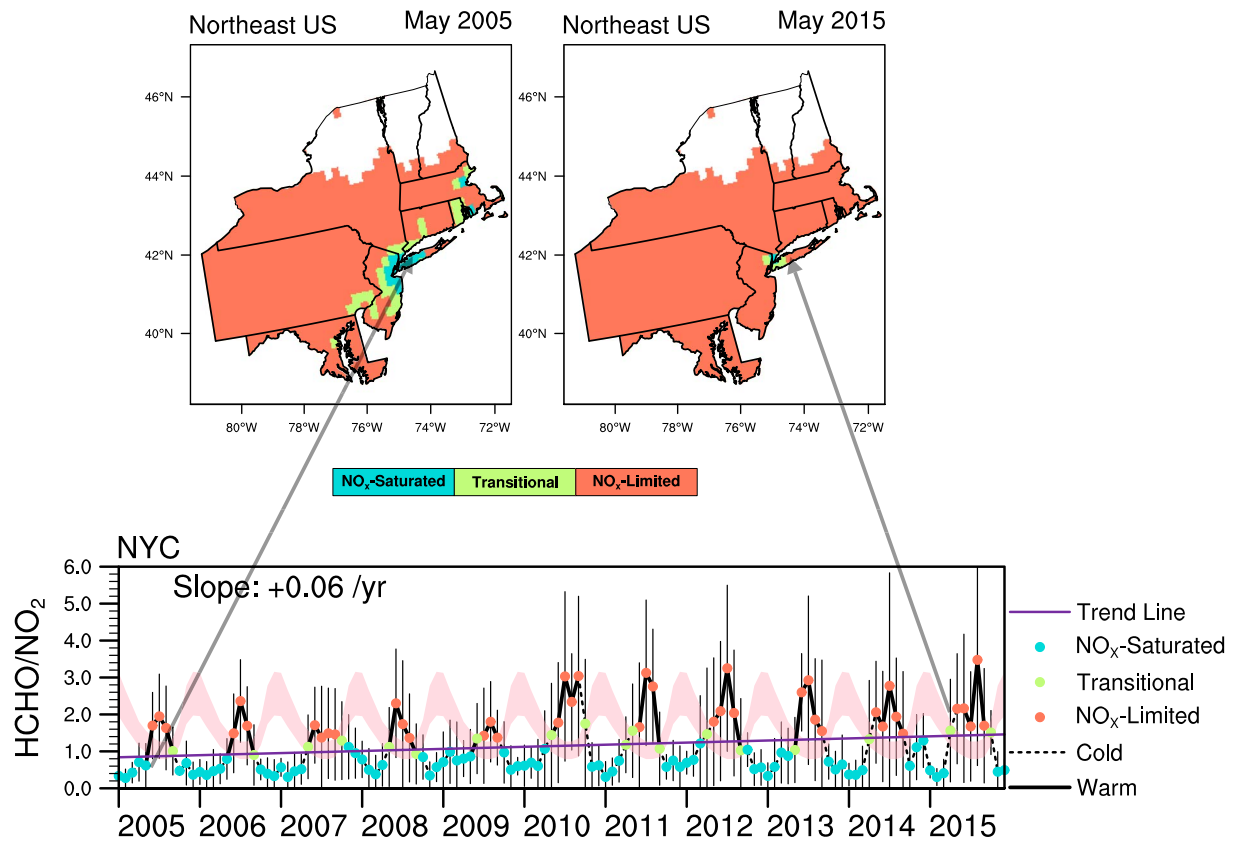 Northeast US May 2005
46°N
44°N
42°N
40°N
80°W 78°W 76°W 74°W 72°W
Northeast US May 2015
46°N
44°N
42°N
40°N
80°W 78°W 76°W 74°W 72°W
NOₓ-Saturated Transitional NOₓ-Limited
NYC
Slope: +0.06 /yr
HCHO/NO₂
6.0
5.0
4.0
3.0
2.0
1.0
0.0
2005 2006 2007 2008 2009 2010 2011 2012 2013 2014 2015
Trend Line
NOₓ-Saturated
Transitional
NOₓ-Limited
Cold
Warm